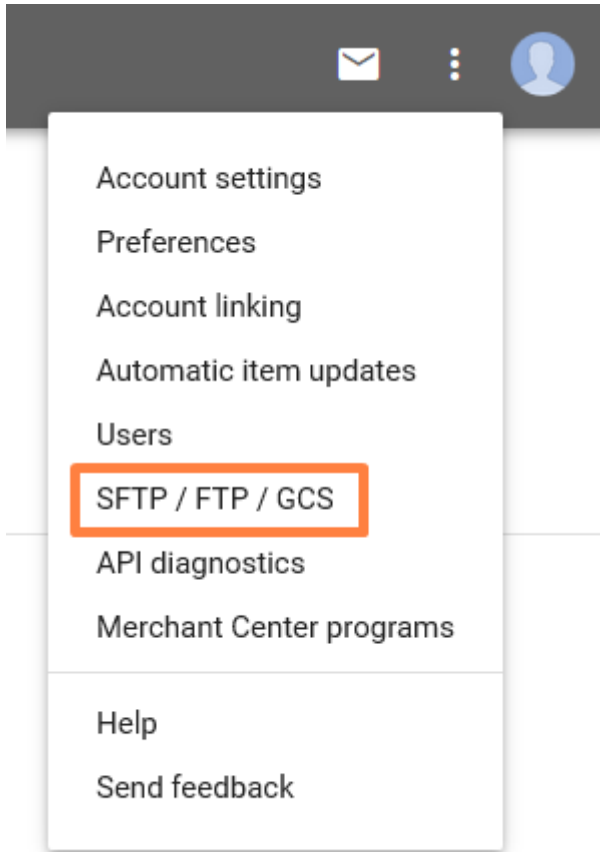 Account settings
Preferences
Account linking
Automatic item updates
Users
SFTP / FTP / GCS
API diagnostics
Merchant Center programs
Help
Send feedback